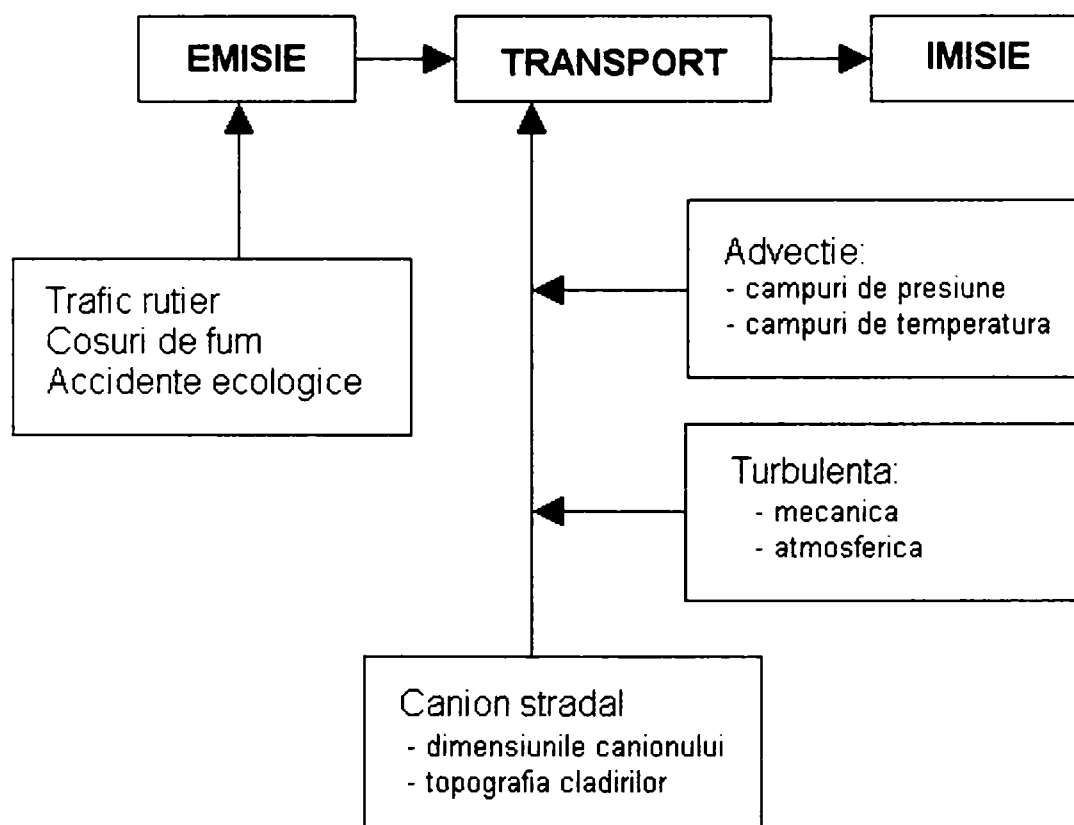 EMISIE
TRANSPORT
IMISIE
Trafic rutier
Cosuri de fum
Accidente ecologice
Advectie:
- campuri de presiune
- campuri de temperatura
Turbulenta:
- mecanica
- atmosferica
Canion stradal
- dimensiunile canionului
- topografia cladirilor